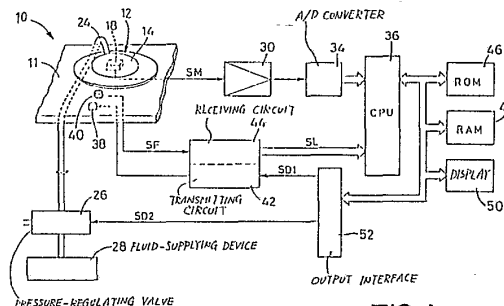 10
24
18
12
14
11
A/D CONVERTER
30
34
36
46
SM
CPU
ROM
RAM
DISPLAY
50
40
38
RECEIVING CIRCUIT
44
SF
SL
SD1
TRANSMITTING CIRCUIT
42
26
SD2
52
28 FLUID-SUPPLYING DEVICE
OUTPUT INTERFACE
PRESSURE-REGULATING VALVE